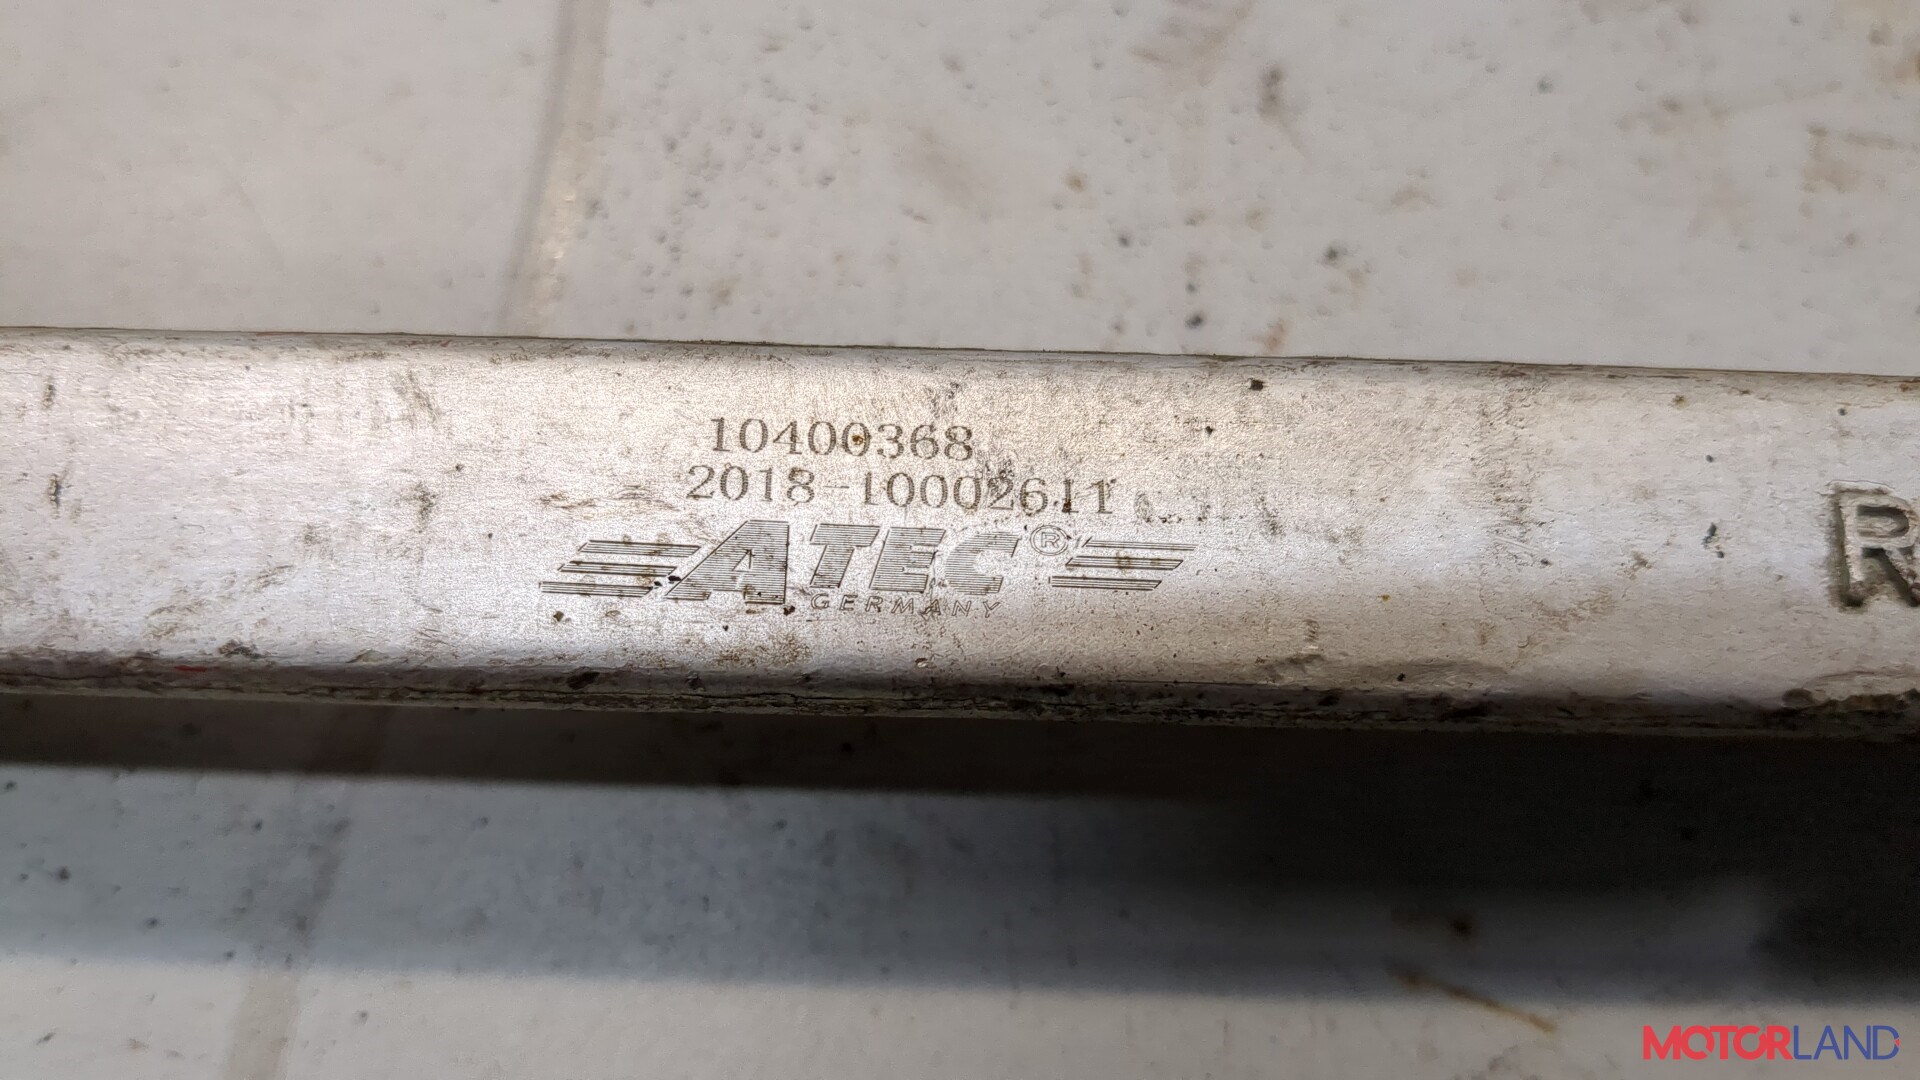 10400368
2018-10002611
ATEC®
GERMANY
R
MOTORLAND